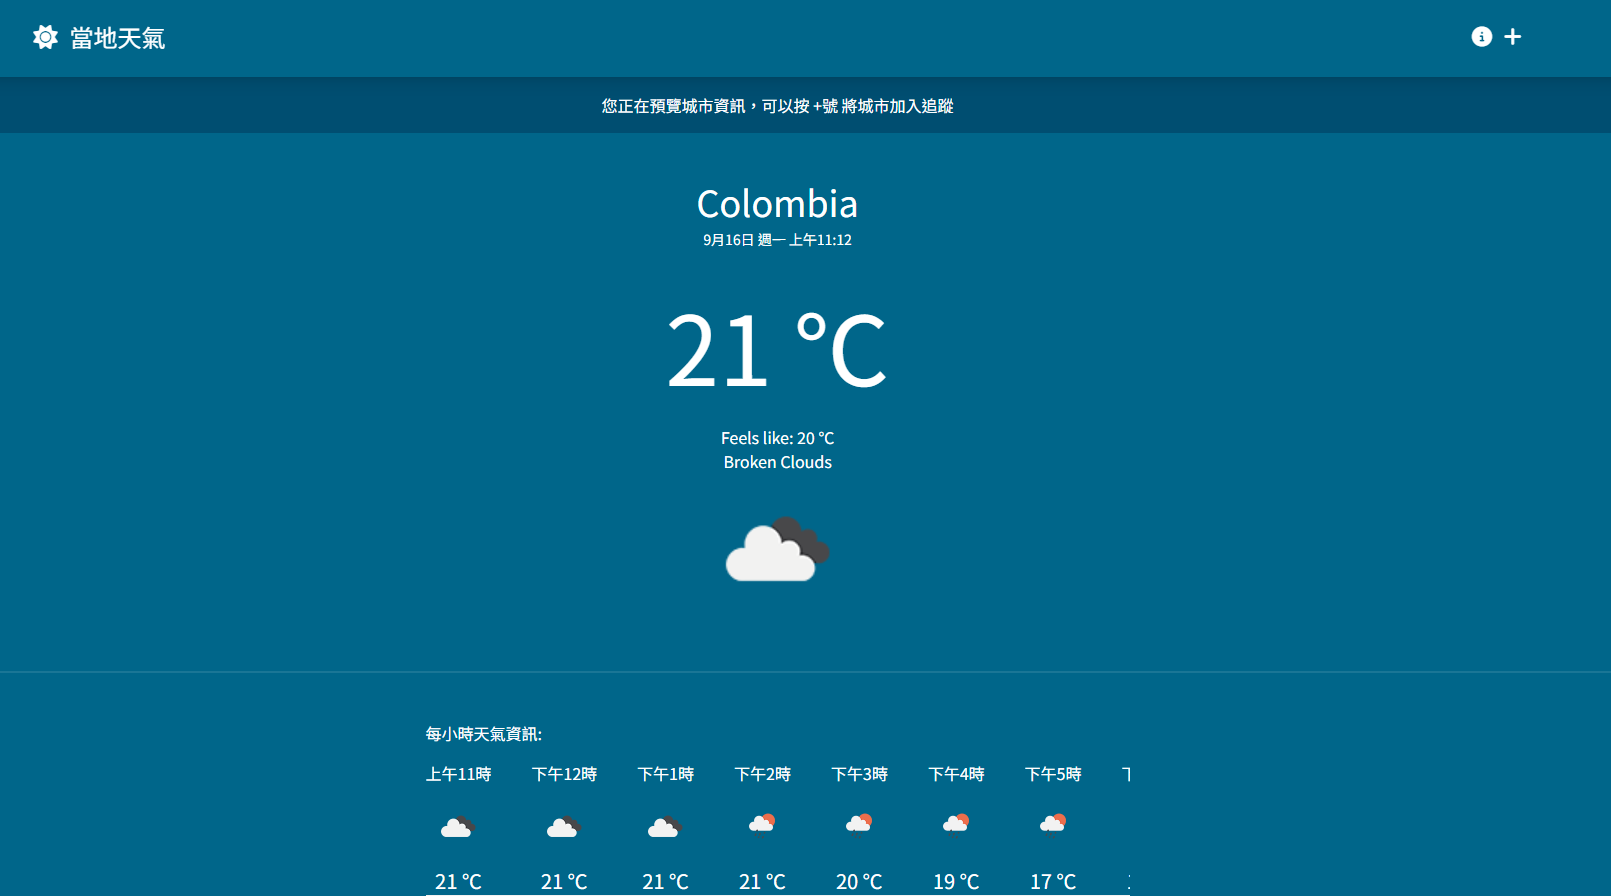 當地天氣
您正在預覽城市資訊，可以按 +號 將城市加入追蹤
Colombia
9月16日 週一 上午11:12
21 °C
Feels like: 20 °C
Broken Clouds
每小時天氣資訊:
上午11時 下午12時 下午1時 下午2時 下午3時 下午4時 下午5時
21 °C 21 °C 21 °C 21 °C 20 °C 19 °C 17 °C